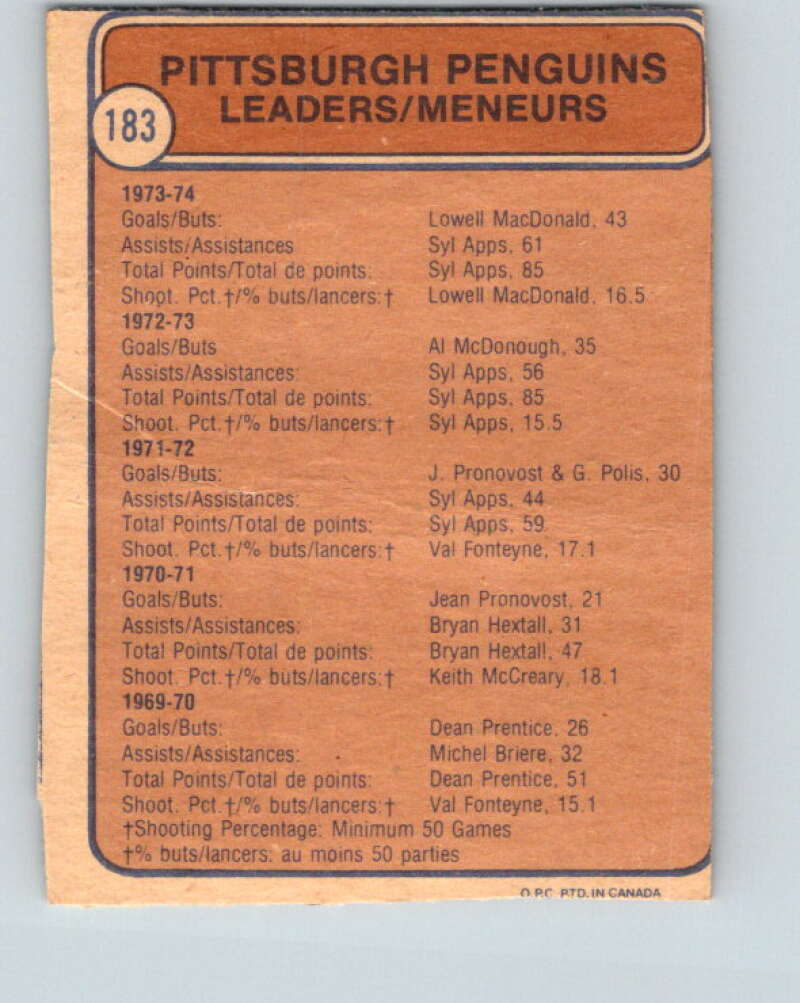 PITTSBURGH PENGUINS
LEADERS/MENEURS
183
1973-74
Goals/Buts: Lowell MacDonald, 43
Assists/Assistances Syl Apps, 61
Total Points/Total de points: Syl Apps, 85
Shoot. Pct.†/% buts/lancers:† Lowell MacDonald, 16.5
1972-73
Goals/Buts Al McDonough, 35
Assists/Assistances: Syl Apps, 56
Total Points/Total de points: Syl Apps, 85
Shoot. Pct.†/% buts/lancers:† Syl Apps, 15.5
1971-72
Goals/Buts: J. Pronovost & G. Polis, 30
Assists/Assistances: Syl Apps, 44
Total Points/Total de points: Syl Apps, 59
Shoot. Pct.†/% buts/lancers:† Val Fonteyne, 17.1
1970-71
Goals/Buts: Jean Pronovost, 21
Assists/Assistances: Bryan Hextall, 31
Total Points/Total de points: Bryan Hextall, 47
Shoot. Pct.†/% buts/lancers:† Keith McCreary, 18.1
1969-70
Goals/Buts: Dean Prentice, 26
Assists/Assistances: Michel Briere, 32
Total Points/Total de points: Dean Prentice, 51
Shoot. Pct.†/% buts/lancers:† Val Fonteyne, 15.1
†Shooting Percentage: Minimum 50 Games
†% buts/lancers: au moins 50 parties
O.P.C. PTD. IN CANADA